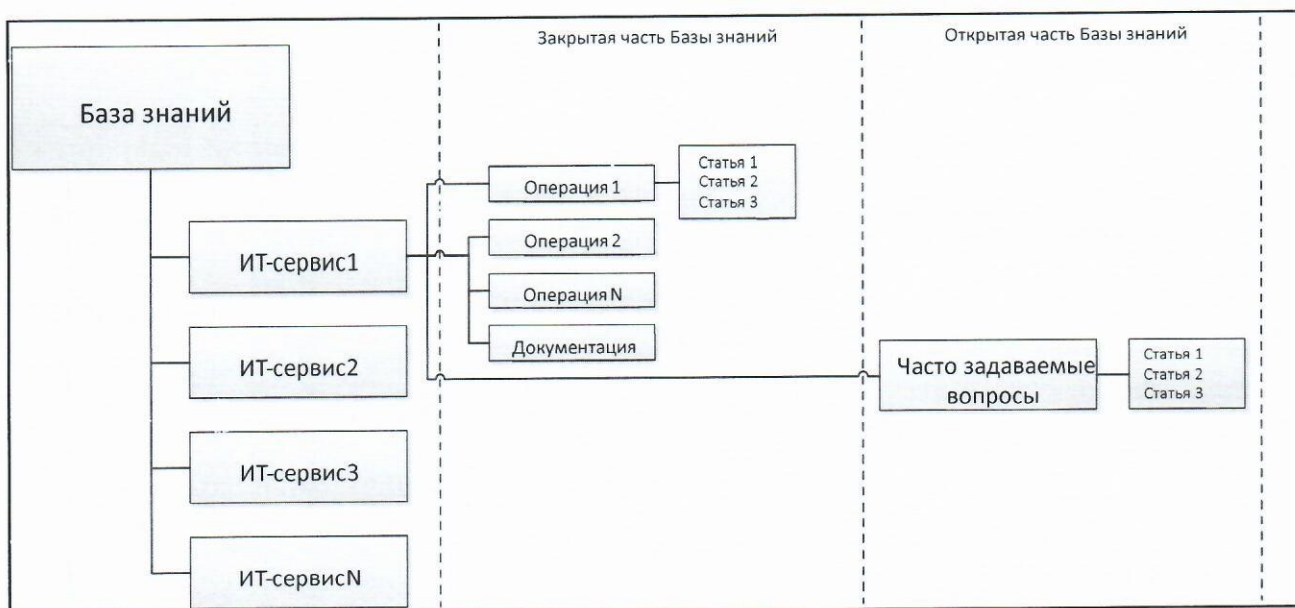 Закрытая часть Базы знаний
Открытая часть Базы знаний
База знаний
Операция 1
Статья 1
Статья 2
Статья 3
ИТ-сервис1
Операция 2
Операция N
Документация
ИТ-сервис2
Часто задаваемые
вопросы
Статья 1
Статья 2
Статья 3
ИТ-сервис3
ИТ-сервисN